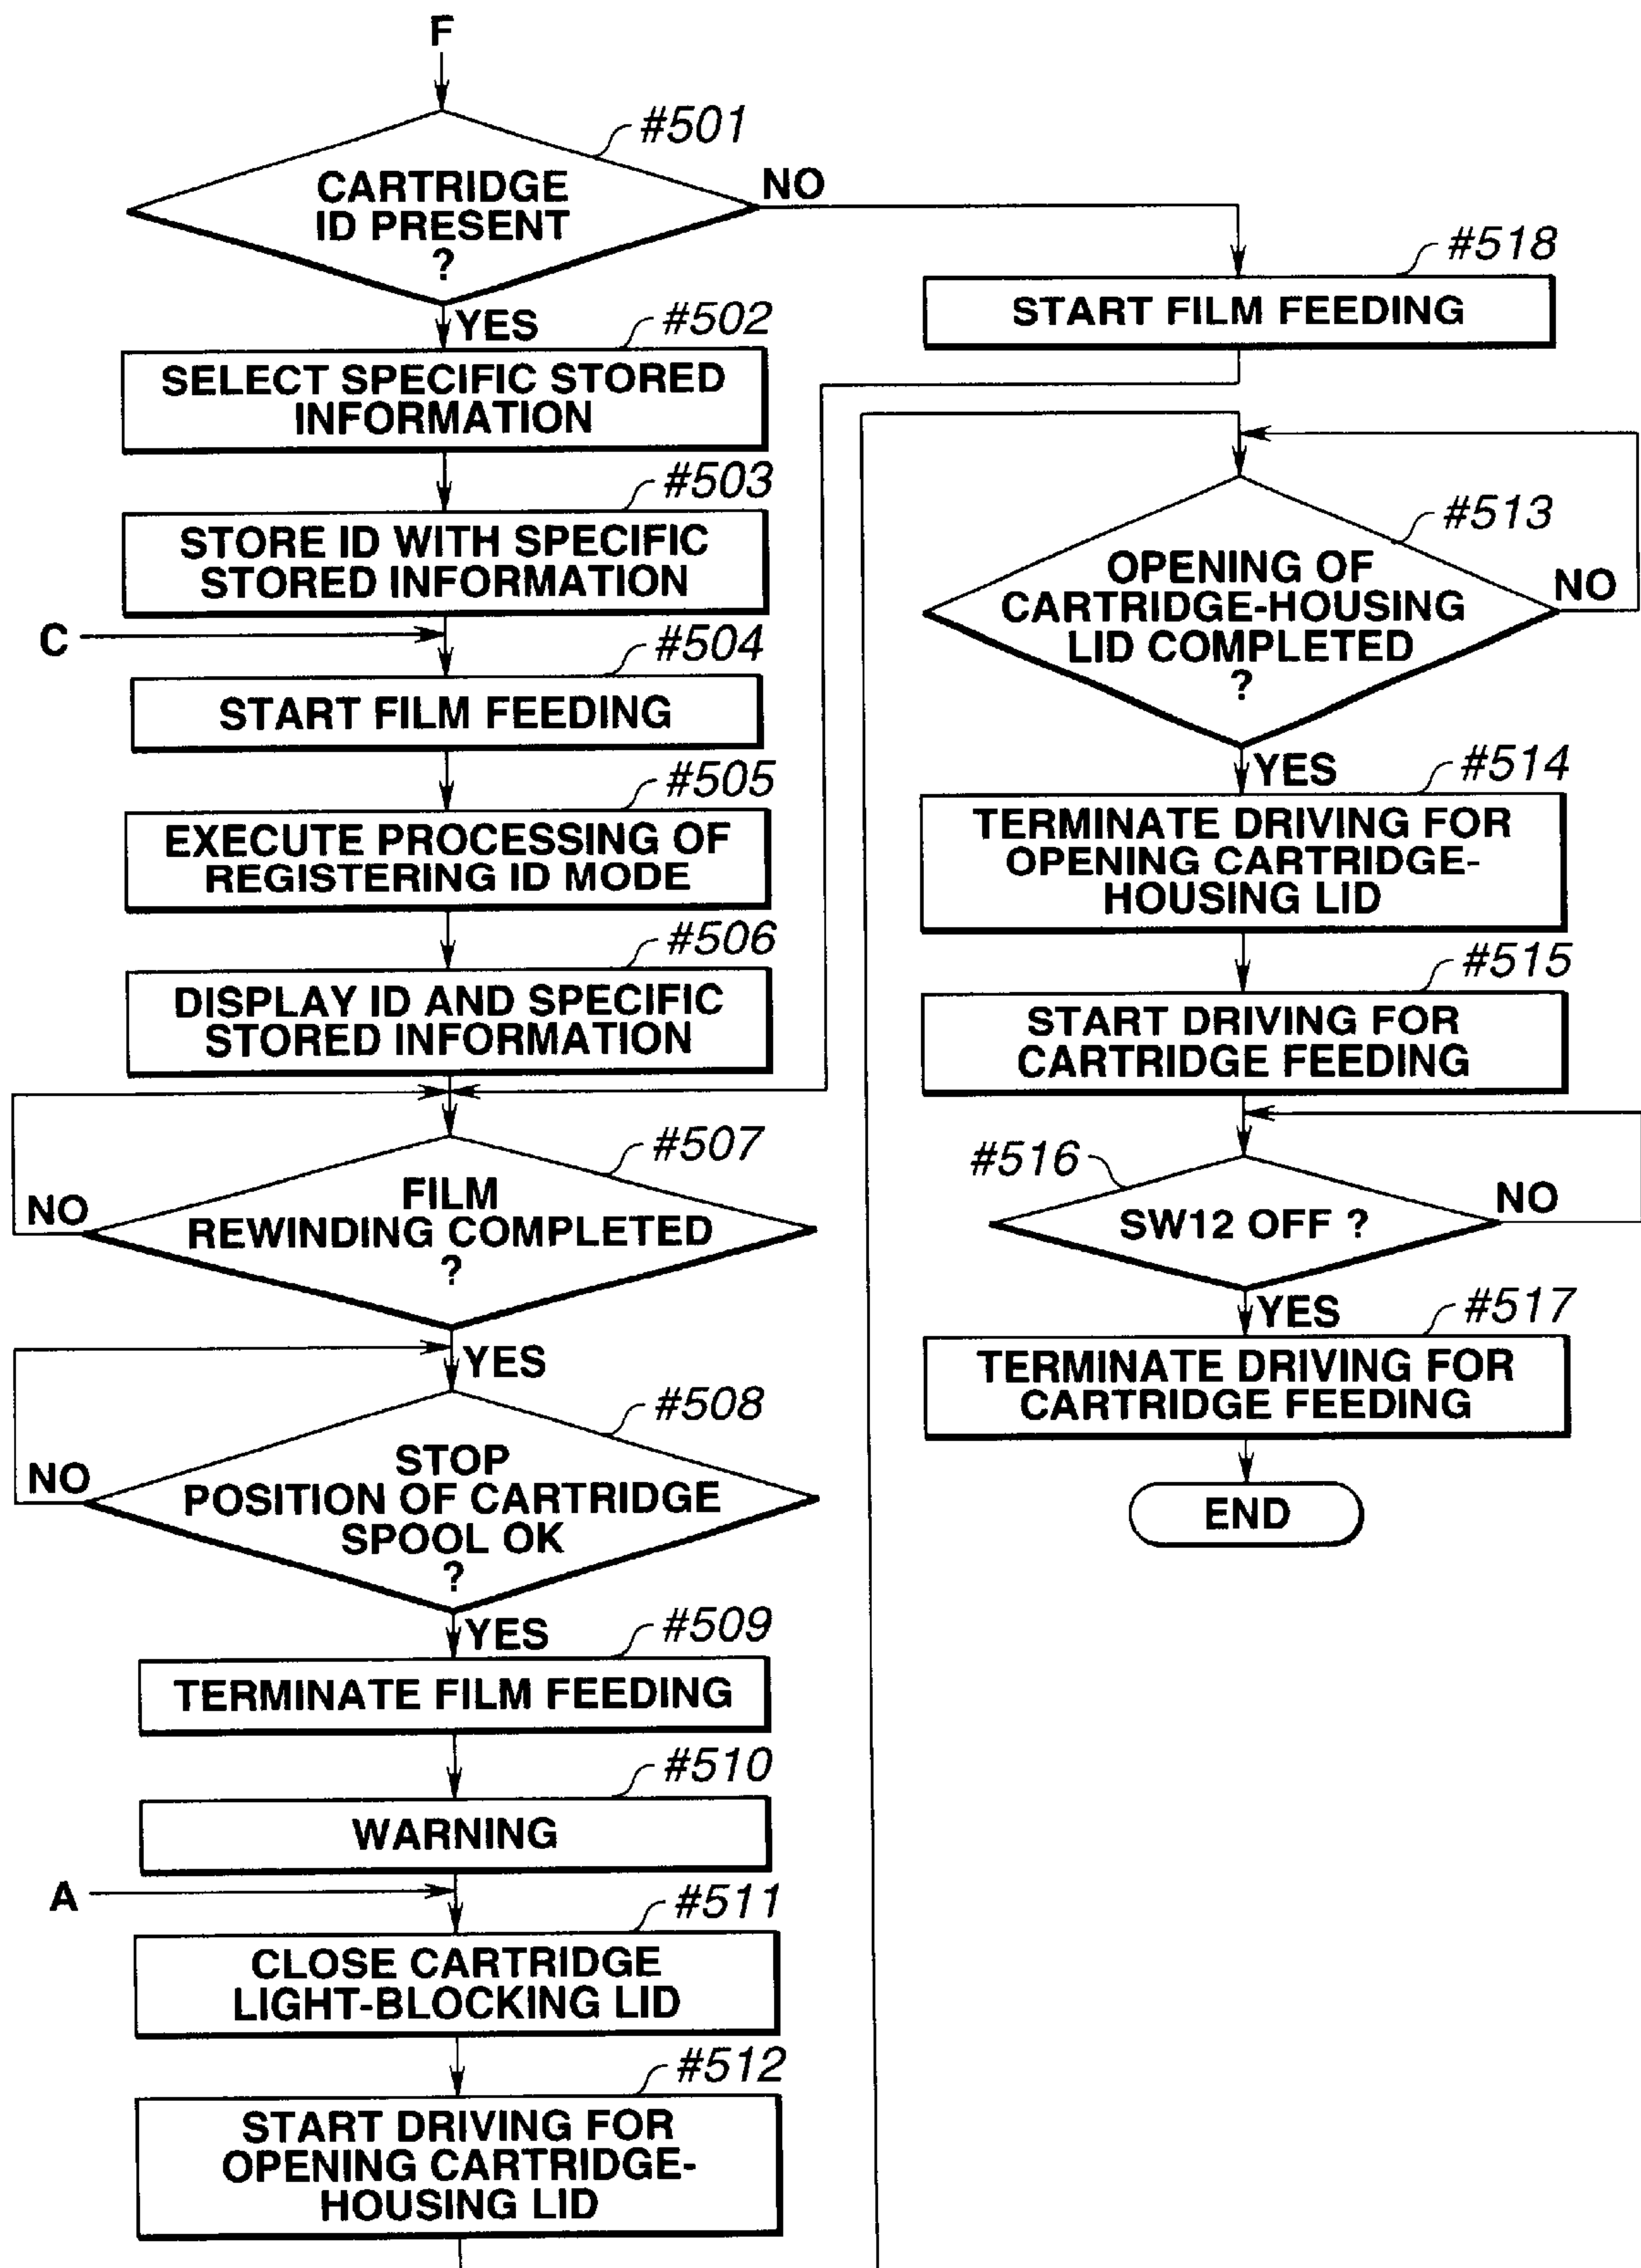 F
#501
CARTRIDGE
ID PRESENT
?
NO
YES
#502
SELECT SPECIFIC STORED
INFORMATION
#503
STORE ID WITH SPECIFIC
STORED INFORMATION
C
#504
START FILM FEEDING
#505
EXECUTE PROCESSING OF
REGISTERING ID MODE
#506
DISPLAY ID AND SPECIFIC
STORED INFORMATION
#507
FILM
REWINDING COMPLETED
?
NO
YES
#508
STOP
POSITION OF CARTRIDGE
SPOOL OK
?
NO
YES
#509
TERMINATE FILM FEEDING
#510
WARNING
A
#511
CLOSE CARTRIDGE
LIGHT-BLOCKING LID
#512
START DRIVING FOR
OPENING CARTRIDGE-
HOUSING LID
#518
START FILM FEEDING
#513
OPENING OF
CARTRIDGE-HOUSING
LID COMPLETED
?
NO
YES
#514
TERMINATE DRIVING FOR
OPENING CARTRIDGE-
HOUSING LID
#515
START DRIVING FOR
CARTRIDGE FEEDING
#516
SW12 OFF ?
NO
YES
#517
TERMINATE DRIVING FOR
CARTRIDGE FEEDING
END